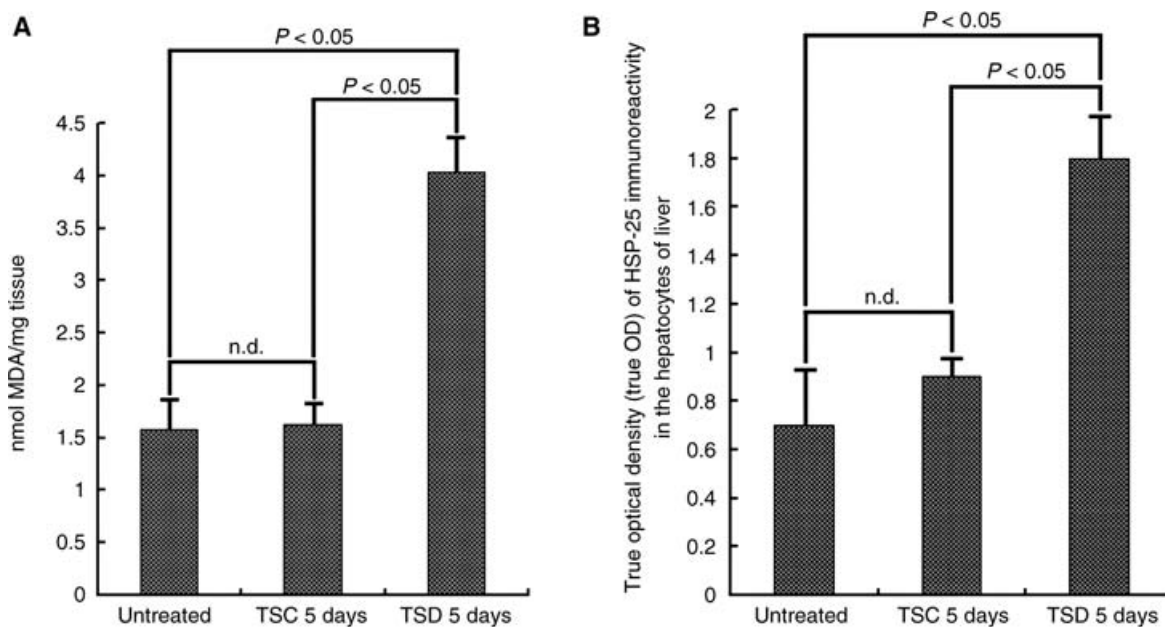 A
P < 0.05
P < 0.05
n.d.
nmol MDA/mg tissue
4.5
4
3.5
3
2.5
2
1.5
1
0.5
0
Untreated
TSC 5 days
TSD 5 days
B
P < 0.05
P < 0.05
n.d.
True optical density (true OD) of HSP-25 immunoreactivity
in the hepatocytes of liver
2
1.8
1.6
1.4
1.2
1
0.8
0.6
0.4
0.2
0
Untreated
TSC 5 days
TSD 5 days